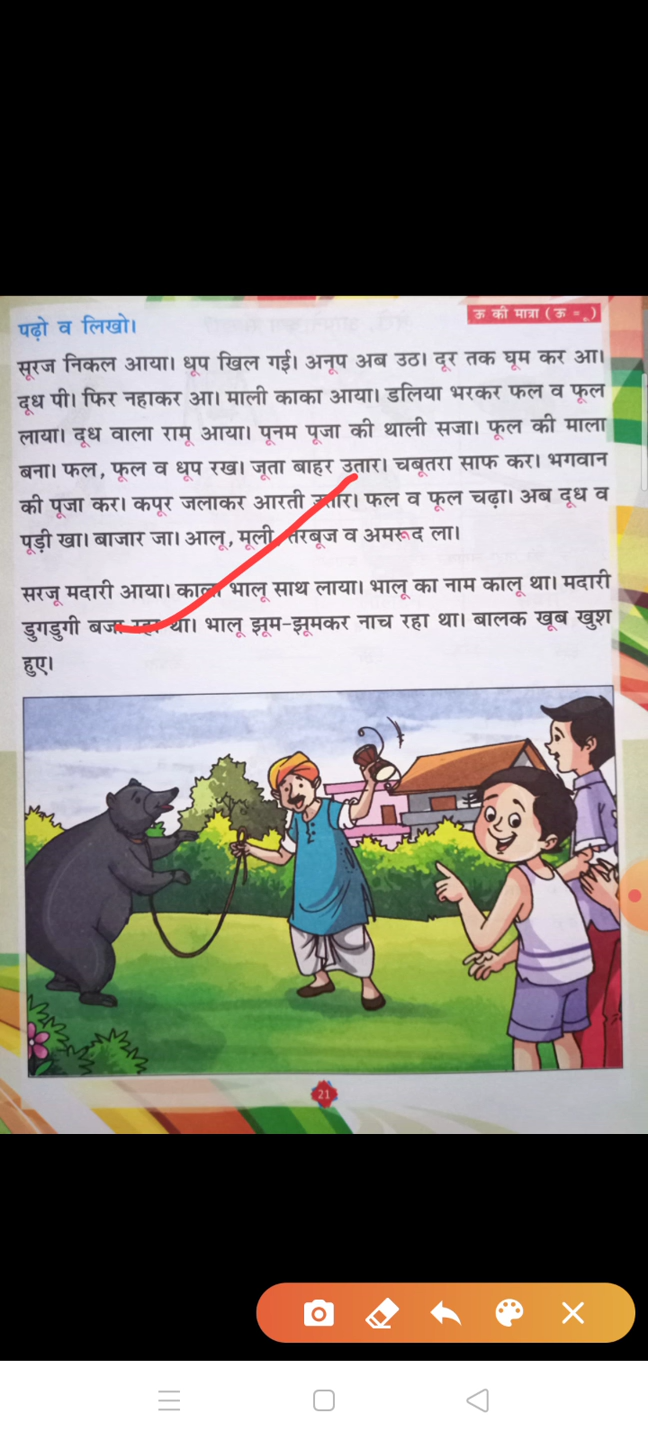 पढ़ो व लिखो।
ऊ की मात्रा ( ऊ = ू )
सूरज निकल आया। धूप खिल गई। अनूप अब उठ। दूर तक घूम कर आ।
दूध पी। फिर नहाकर आ। माली काका आया। डलिया भरकर फल व फूल
लाया। दूध वाला रामू आया। पूनम पूजा की थाली सजा। फूल की माला
बना। फल, फूल व धूप रख। जूता बाहर उतार। चबूतरा साफ कर। भगवान
की पूजा कर। कपूर जलाकर आरती उतार। फल व फूल चढ़ा। अब दूध व
पूड़ी खा। बाजार जा। आलू, मूली, तरबूज व अमरूद ला।
सरजू मदारी आया। काला भालू साथ लाया। भालू का नाम कालू था। मदारी
डुगडुगी बजा रहा था। भालू झूम-झूमकर नाच रहा था। बालक खूब खुश
हुए।
21